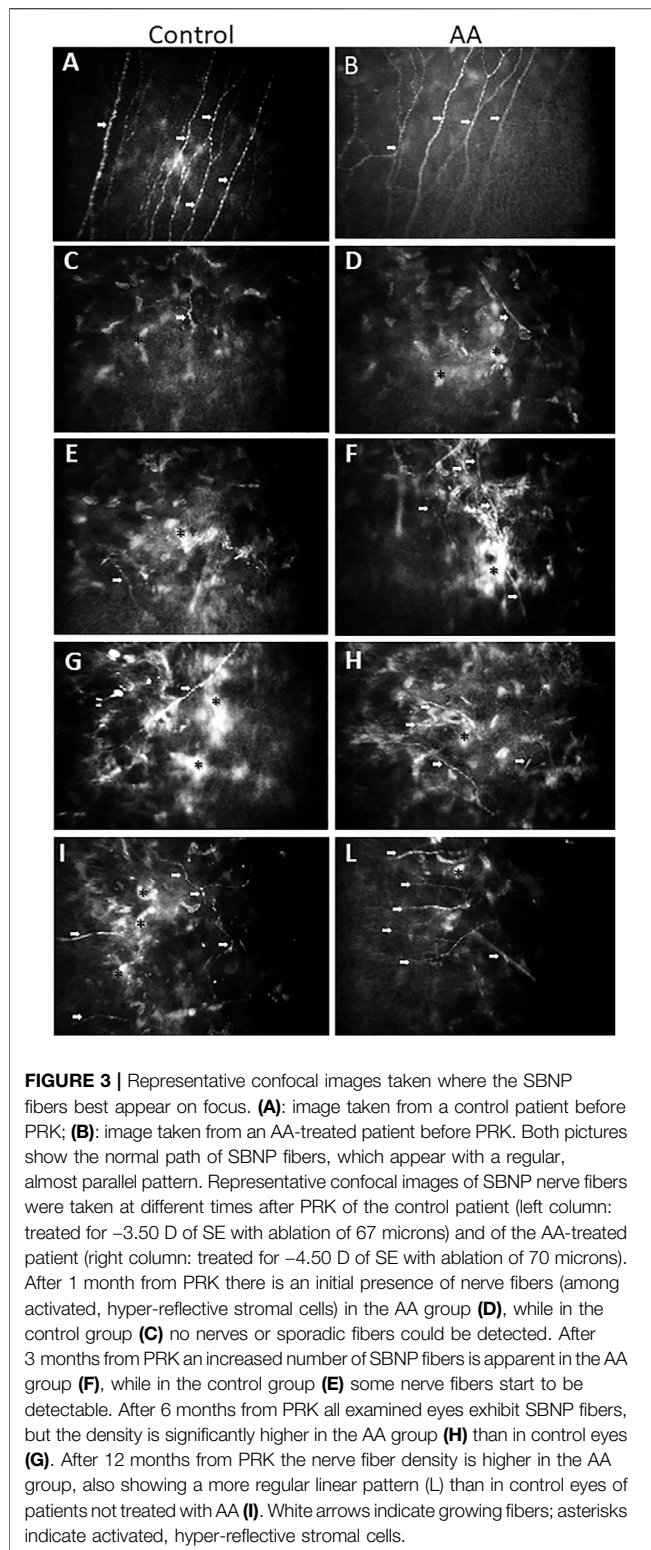 Control AA
A B
C D
* * *
E F
* *
G H
* * *
I L
* * * *
FIGURE 3 | Representative confocal images taken where the SBNP
fibers best appear on focus. (A): image taken from a control patient before
PRK; (B): image taken from an AA-treated patient before PRK. Both pictures
show the normal path of SBNP fibers, which appear with a regular,
almost parallel pattern. Representative confocal images of SBNP nerve fibers
were taken at different times after PRK of the control patient (left column:
treated for −3.50 D of SE with ablation of 67 microns) and of the AA-treated
patient (right column: treated for −4.50 D of SE with ablation of 70 microns).
After 1 month from PRK there is an initial presence of nerve fibers (among
activated, hyper-reflective stromal cells) in the AA group (D), while in the
control group (C) no nerves or sporadic fibers could be detected. After
3 months from PRK an increased number of SBNP fibers is apparent in the AA
group (F), while in the control group (E) some nerve fibers start to be
detectable. After 6 months from PRK all examined eyes exhibit SBNP fibers,
but the density is significantly higher in the AA group (H) than in control eyes
(G). After 12 months from PRK the nerve fiber density is higher in the AA
group, also showing a more regular linear pattern (L) than in control eyes of
patients not treated with AA (I). White arrows indicate growing fibers; asterisks
indicate activated, hyper-reflective stromal cells.